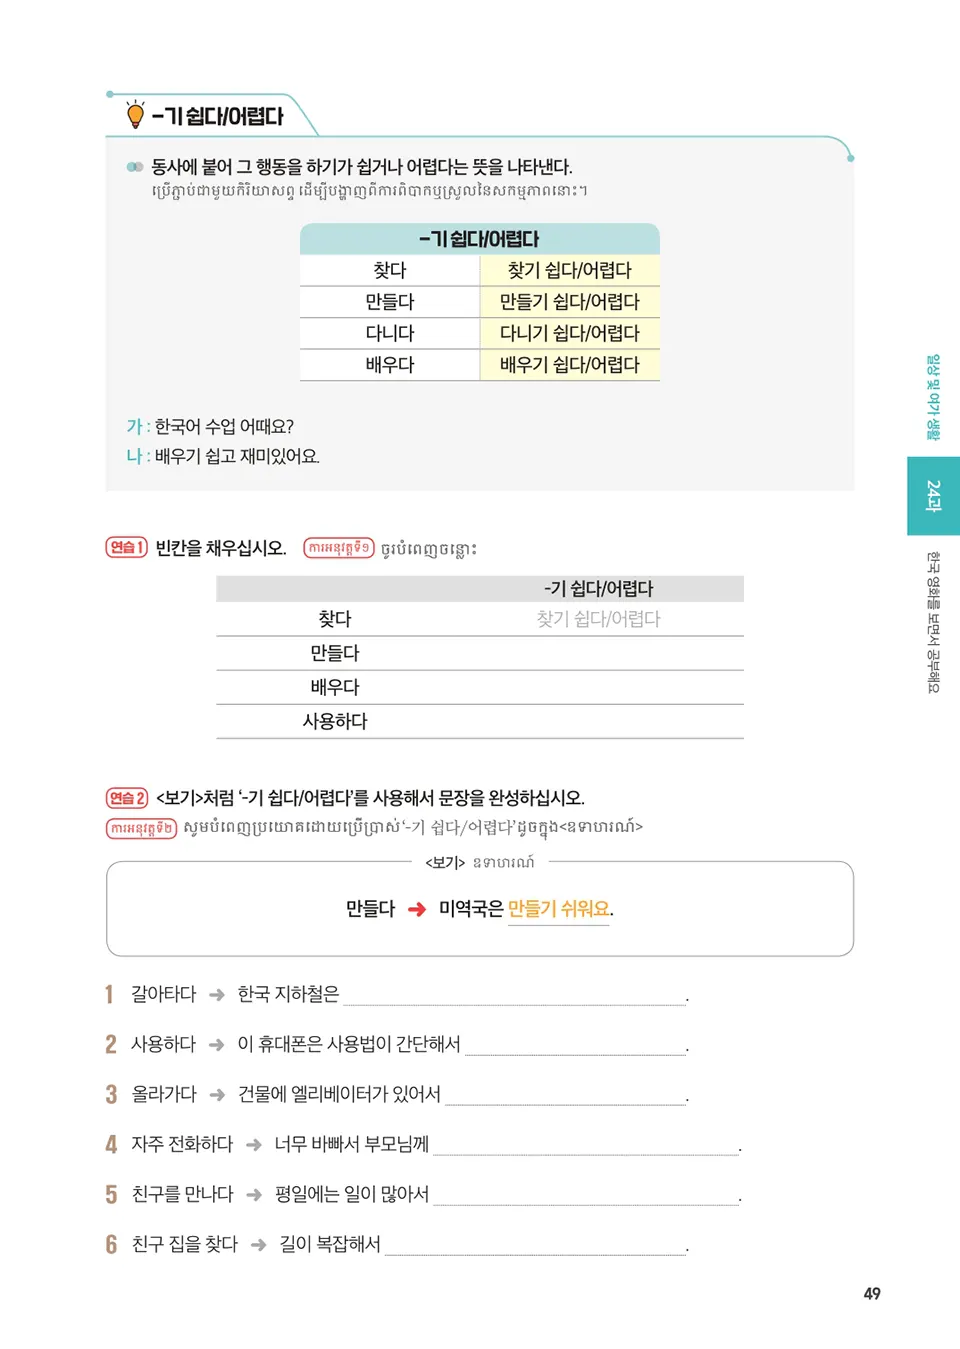 -기 쉽다/어렵다
동사에 붙어 그 행동을 하기가 쉽거나 어렵다는 뜻을 나타낸다.
ប្រើភ្ជាប់ជាមួយកិរិយាសព្ទ ដើម្បីបង្ហាញពីការពិបាកឬស្រួលនៃសកម្មភាពនោះ។
-기 쉽다/어렵다
찾다 찾기 쉽다/어렵다
만들다 만들기 쉽다/어렵다
다니다 다니기 쉽다/어렵다
배우다 배우기 쉽다/어렵다
가 : 한국어 수업 어때요?
나 : 배우기 쉽고 재미있어요.
연습 1 빈칸을 채우십시오. ការអនុវត្តទី១ ចូរបំពេញចន្លោះ
-기 쉽다/어렵다
찾다 찾기 쉽다/어렵다
만들다
배우다
사용하다
연습 2 <보기>처럼 ‘-기 쉽다/어렵다’를 사용해서 문장을 완성하십시오.
ការអនុវត្តទី២ សូមបំពេញប្រយោគដោយប្រើប្រាស់ ‘-기 쉽다/어렵다’ ដូចក្នុង<ឧទាហរណ៍>
<보기> ឧទាហរណ៍
만들다 ➜ 미역국은 만들기 쉬워요.
1 갈아타다 ➜ 한국 지하철은 .
2 사용하다 ➜ 이 휴대폰은 사용법이 간단해서 .
3 올라가다 ➜ 건물에 엘리베이터가 있어서 .
4 자주 전화하다 ➜ 너무 바빠서 부모님께 .
5 친구를 만나다 ➜ 평일에는 일이 많아서 .
6 친구 집을 찾다 ➜ 길이 복잡해서 .
일상 및 여가 생활
24과
한국 영화를 보면서 공부해요
49